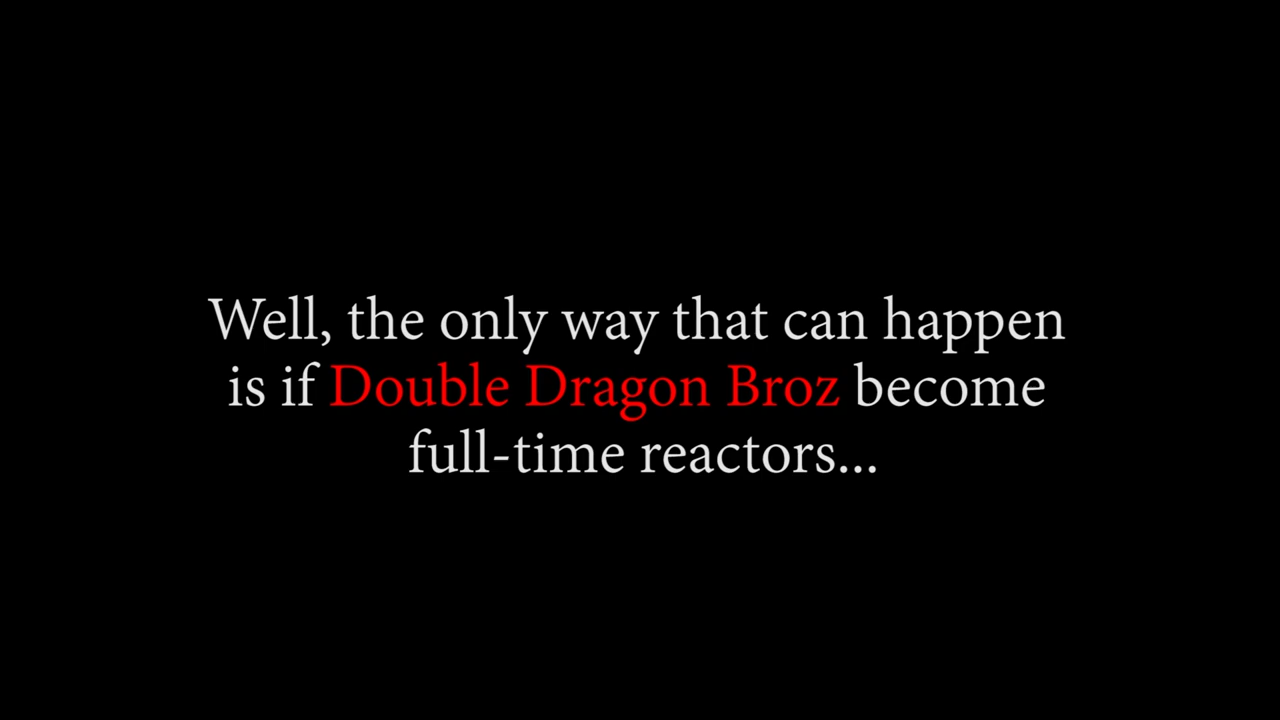 Well, the only way that can happen
is if Double Dragon Broz become
full-time reactors...